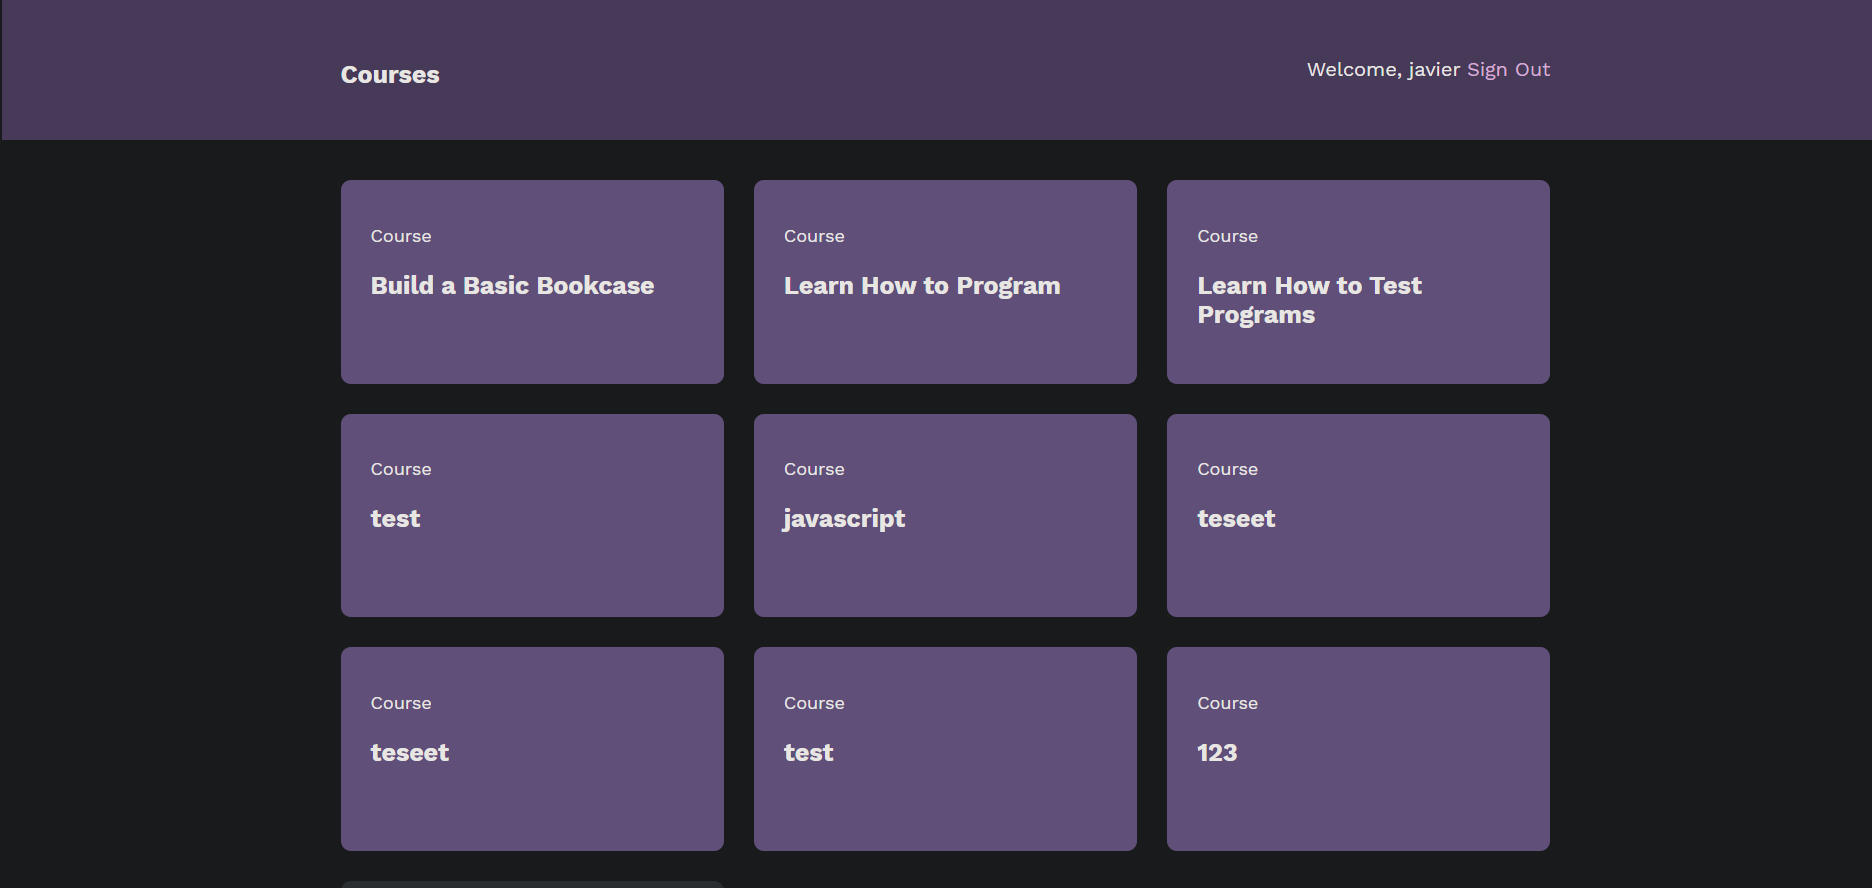 Courses
Welcome, javier Sign Out
Course
Build a Basic Bookcase
Course
Learn How to Program
Course
Learn How to Test
Programs
Course
test
Course
javascript
Course
teseet
Course
teseet
Course
test
Course
123